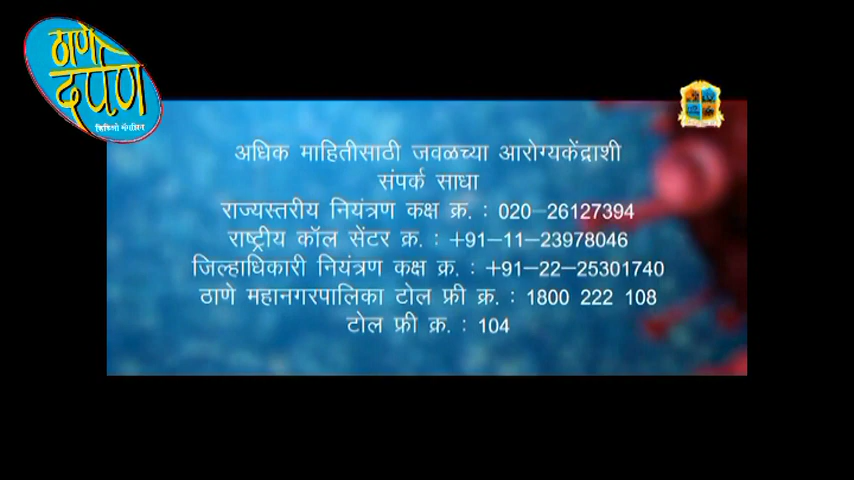 ठाणे
दर्पण
व्हिडिओ मॅगझिन
अधिक माहितीसाठी जवळच्या आरोग्यकेंद्राशी
संपर्क साधा
राज्यस्तरीय नियंत्रण कक्ष क्र. : 020-26127394
राष्ट्रीय कॉल सेंटर क्र. : +91-11-23978046
जिल्हाधिकारी नियंत्रण कक्ष क्र. : +91-22-25301740
ठाणे महानगरपालिका टोल फ्री क्र. : 1800 222 108
टोल फ्री क्र. : 104